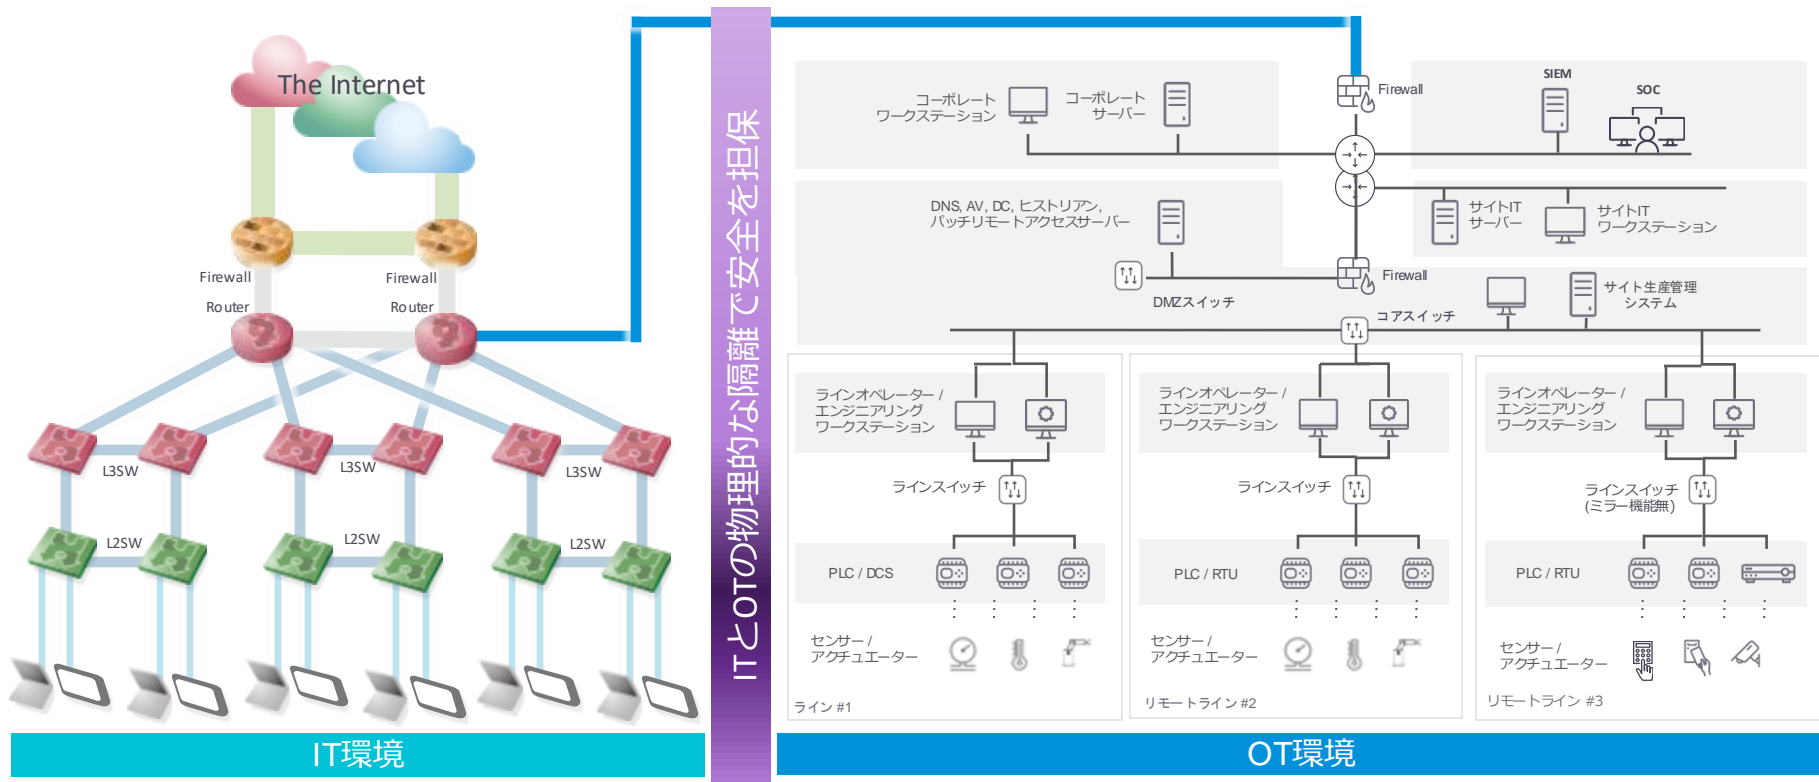 The Internet
Firewall
Firewall
Router
Router
L3SW
L3SW
L3SW
L2SW
L2SW
L2SW
IT環境
ITとOTの物理的な隔離で安全を担保
コーポレート
ワークステーション
コーポレート
サーバー
Firewall
SIEM
SOC
DNS, AV, DC, ヒストリアン,
パッチリモートアクセスサーバー
サイトIT
サーバー
サイトIT
ワークステーション
DMZスイッチ
Firewall
サイト生産管理
システム
コアスイッチ
ラインオペレーター /
エンジニアリング
ワークステーション
ラインスイッチ
PLC / DCS
センサー /
アクチュエーター
ライン #1
ラインオペレーター /
エンジニアリング
ワークステーション
ラインスイッチ
PLC / RTU
センサー /
アクチュエーター
リモートライン #2
ラインオペレーター /
エンジニアリング
ワークステーション
ラインスイッチ
(ミラー機能無)
PLC / RTU
センサー /
アクチュエーター
リモートライン #3
OT環境